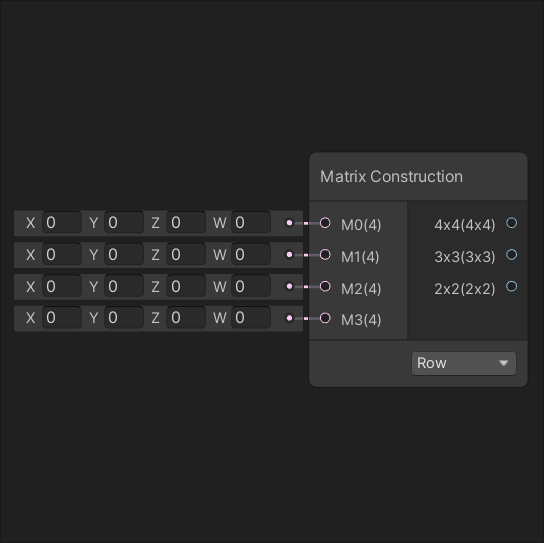 Matrix Construction
X 0 Y 0 Z 0 W 0 M0(4) 4x4(4x4)
X 0 Y 0 Z 0 W 0 M1(4) 3x3(3x3)
X 0 Y 0 Z 0 W 0 M2(4) 2x2(2x2)
X 0 Y 0 Z 0 W 0 M3(4)
Row